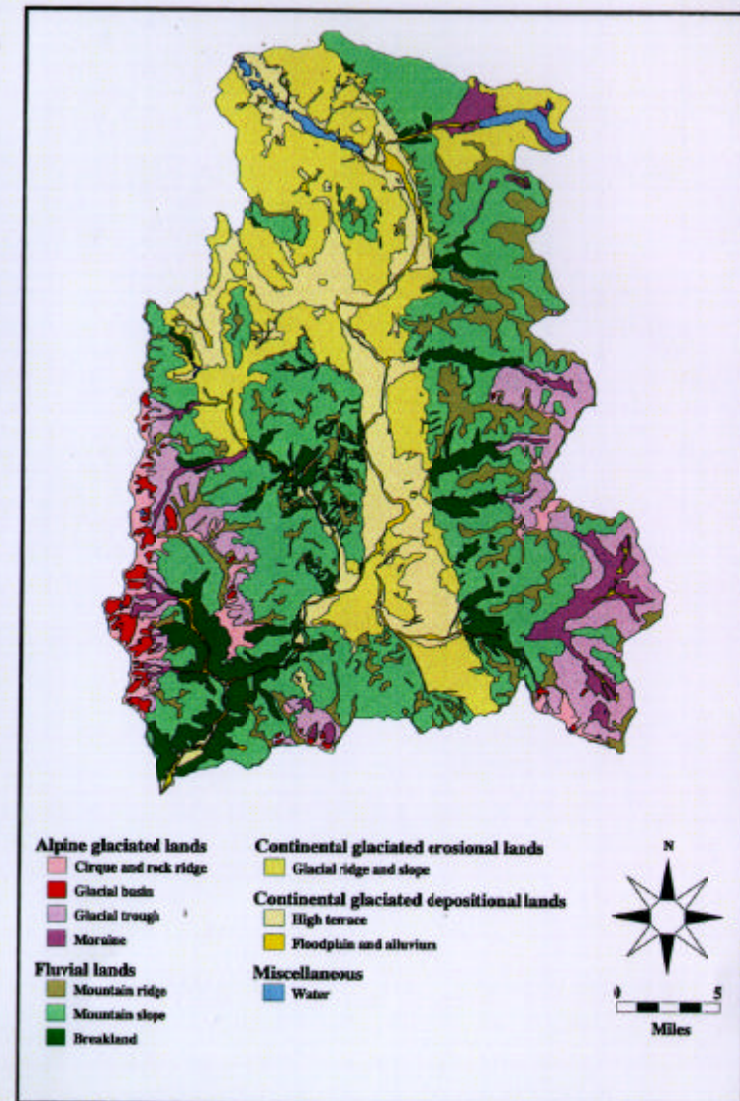 Alpine glaciated lands
Cirque and rock ridge
Glacial basin
Glacial trough
Moraine
Fluvial lands
Mountain ridge
Mountain slope
Breakland
Continental glaciated erosional lands
Glacial ridge and slope
Continental glaciated depositional lands
High terrace
Floodplain and alluvium
Miscellaneous
Water
N
0 5
Miles